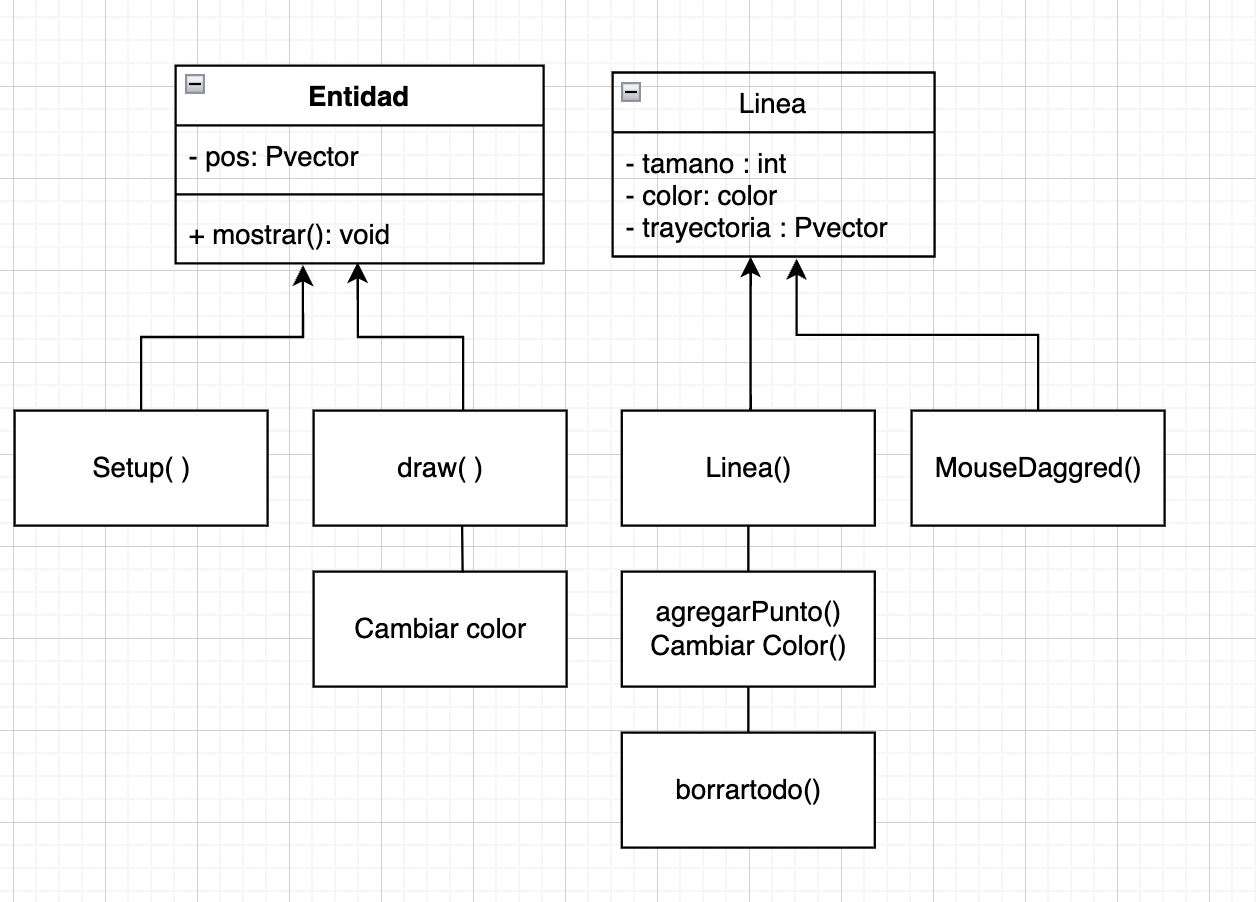 Entidad
- pos: Pvector
+ mostrar(): void
Linea
- tamano : int
- color: color
- trayectoria : Pvector
Setup( )
draw( )
Linea()
MouseDaggred()
Cambiar color
agregarPunto()
Cambiar Color()
borrartodo()